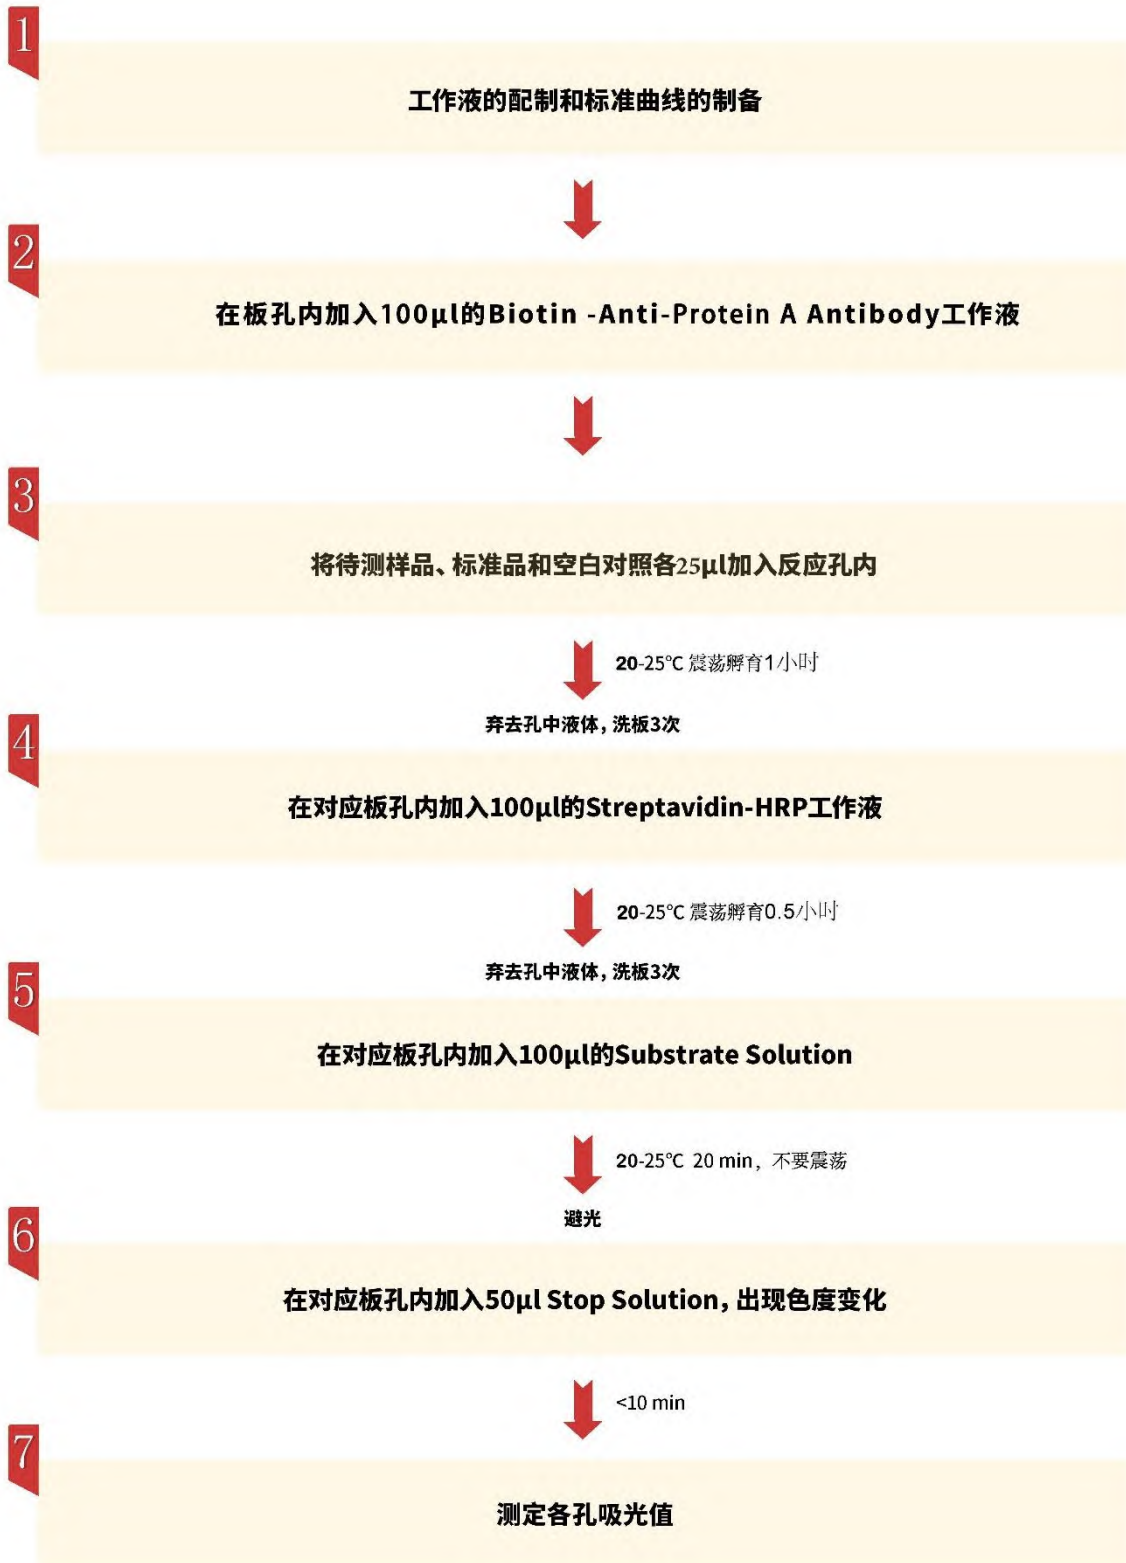 1
工作液的配制和标准曲线的制备
2
在板孔内加入100μl的Biotin -Anti-Protein A Antibody工作液
3
将待测样品、标准品和空白对照各25μl加入反应孔内
20-25℃ 震荡孵育1小时
弃去孔中液体，洗板3次
4
在对应板孔内加入100μl的Streptavidin-HRP工作液
20-25℃ 震荡孵育0.5小时
弃去孔中液体，洗板3次
5
在对应板孔内加入100μl的Substrate Solution
20-25℃ 20 min，不要震荡
避光
6
在对应板孔内加入50μl Stop Solution，出现色度变化
<10 min
7
测定各孔吸光值